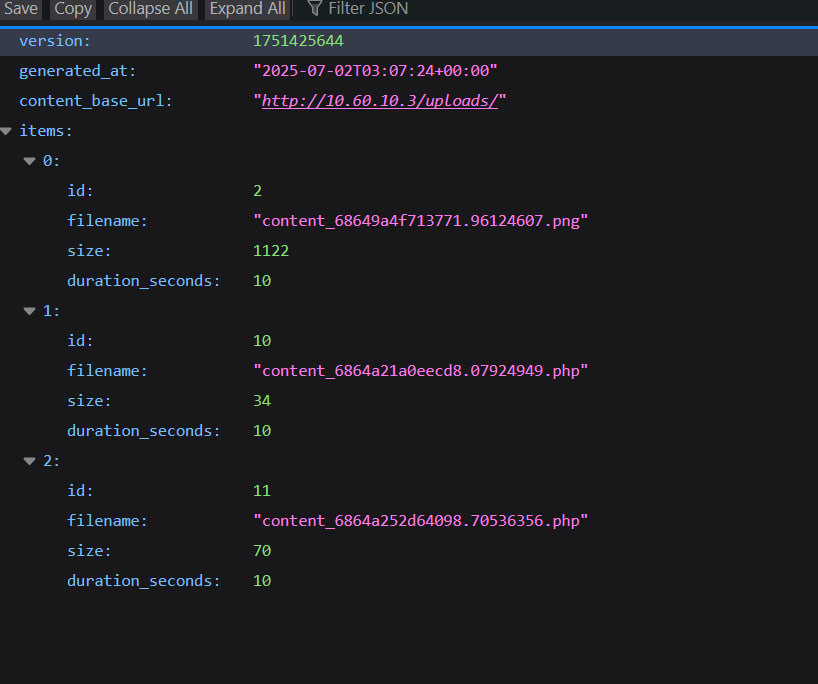 Save Copy Collapse All Expand All Filter JSON
version: 1751425644
generated_at: "2025-07-02T03:07:24+00:00"
content_base_url: "http://10.60.10.3/uploads/"
items:
0:
id: 2
filename: "content_68649a4f713771.96124607.png"
size: 1122
duration_seconds: 10
1:
id: 10
filename: "content_6864a21a0eecd8.07924949.php"
size: 34
duration_seconds: 10
2:
id: 11
filename: "content_6864a252d64098.70536356.php"
size: 70
duration_seconds: 10